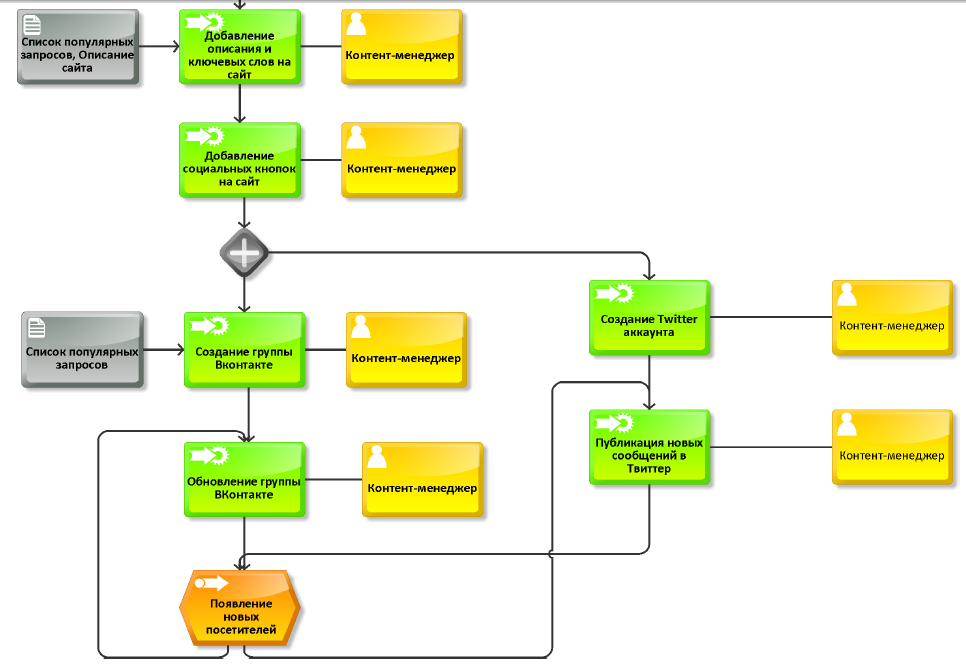 Список популярных
запросов, Описание
сайта
Добавление
описания и
ключевых слов на
сайт
Контент-менеджер
Добавление
социальных кнопок
на сайт
Контент-менеджер
Создание Twitter
аккаунта
Контент-менеджер
Список популярных
запросов
Создание группы
Вконтакте
Контент-менеджер
Публикация новых
сообщений в
Твиттер
Контент-менеджер
Обновление группы
ВКонтакте
Контент-менеджер
Появление
новых
посетителей